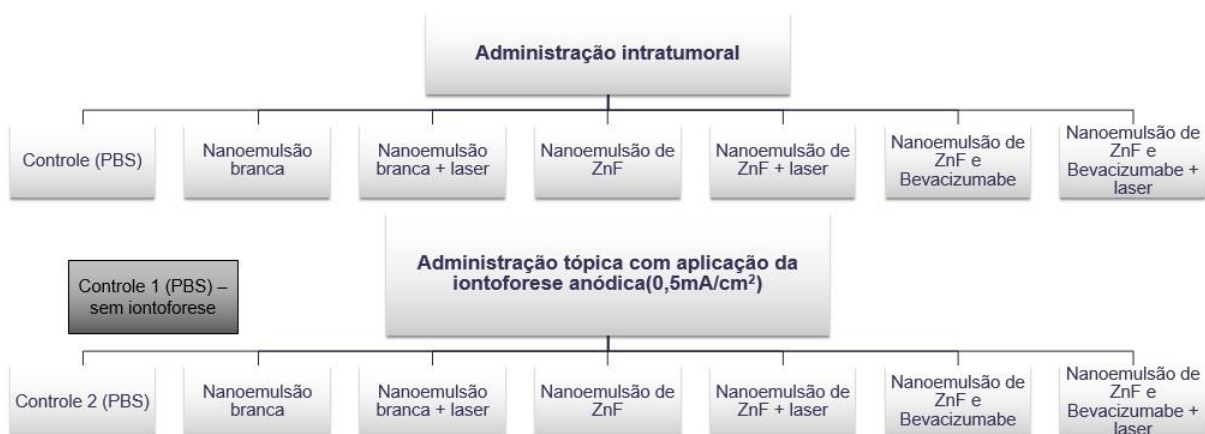 Administração intratumoral
Controle (PBS)
Nanoemulsão
branca
Nanoemulsão
branca + laser
Nanoemulsão de
ZnF
Nanoemulsão de
ZnF + laser
Nanoemulsão de
ZnF e
Bevacizumabe
Nanoemulsão de
ZnF e
Bevacizumabe +
laser
Controle 1 (PBS) –
sem iontoforese
Administração tópica com aplicação da
iontoforese anódica(0,5mA/cm²)
Controle 2 (PBS)
Nanoemulsão
branca
Nanoemulsão
branca + laser
Nanoemulsão de
ZnF
Nanoemulsão de
ZnF + laser
Nanoemulsão de
ZnF e
Bevacizumabe
Nanoemulsão de
ZnF e
Bevacizumabe +
laser